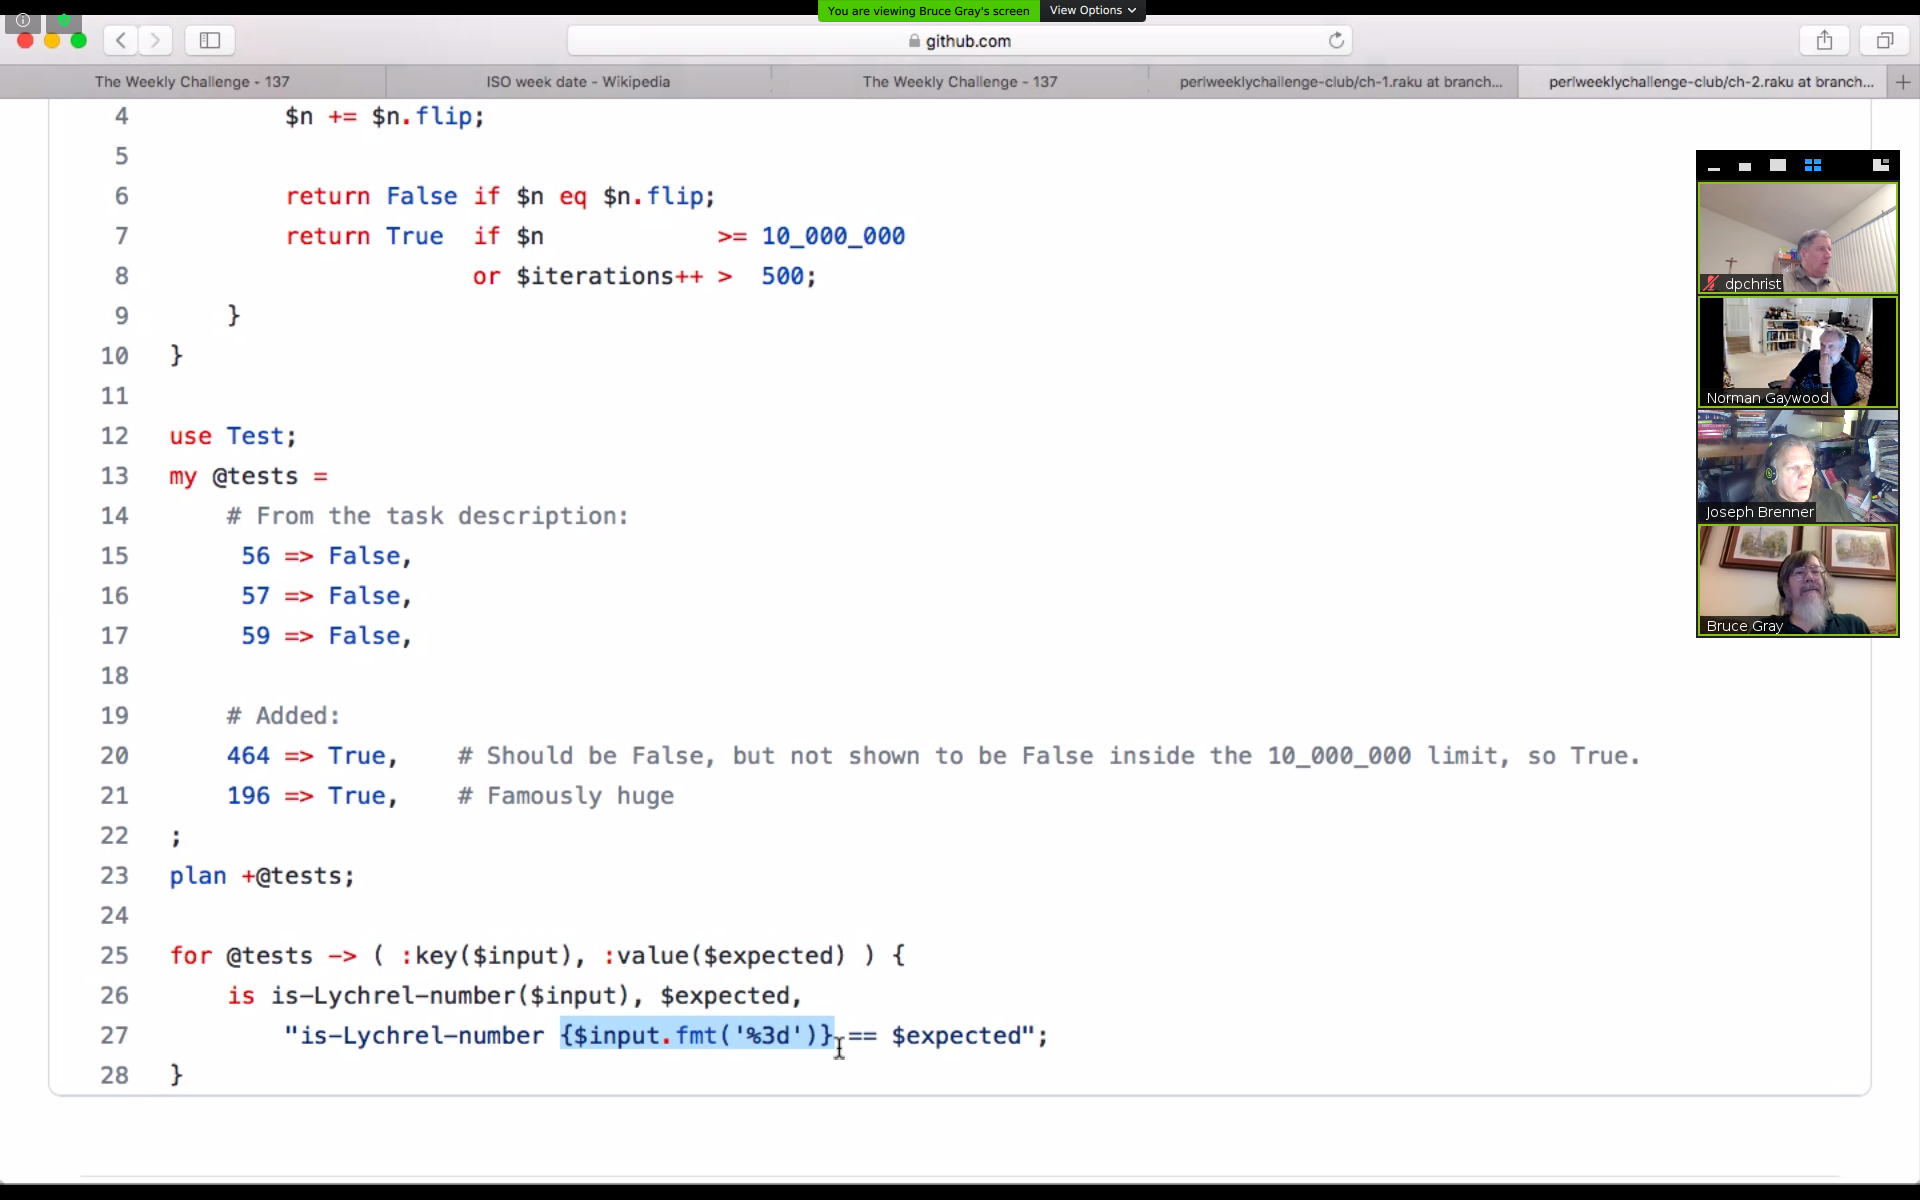 You are viewing Bruce Gray's screen View Options
github.com
The Weekly Challenge - 137
ISO week date - Wikipedia
The Weekly Challenge - 137
perlweeklychallenge-club/ch-1.raku at branch...
perlweeklychallenge-club/ch-2.raku at branch...
4 $n += $n.flip;
5
6 return False if $n eq $n.flip;
7 return True if $n >= 10_000_000
8 or $iterations++ > 500;
9 }
10 }
11
12 use Test;
13 my @tests =
14 # From the task description:
15 56 => False,
16 57 => False,
17 59 => False,
18
19 # Added:
20 464 => True, # Should be False, but not shown to be False inside the 10_000_000 limit, so True.
21 196 => True, # Famously huge
22 ;
23 plan +@tests;
24
25 for @tests -> ( :key($input), :value($expected) ) {
26 is is-Lychrel-number($input), $expected,
27 "is-Lychrel-number {$input.fmt('%3d')} == $expected";
28 }
dpchrist
Norman Gaywood
Joseph Brenner
Bruce Gray